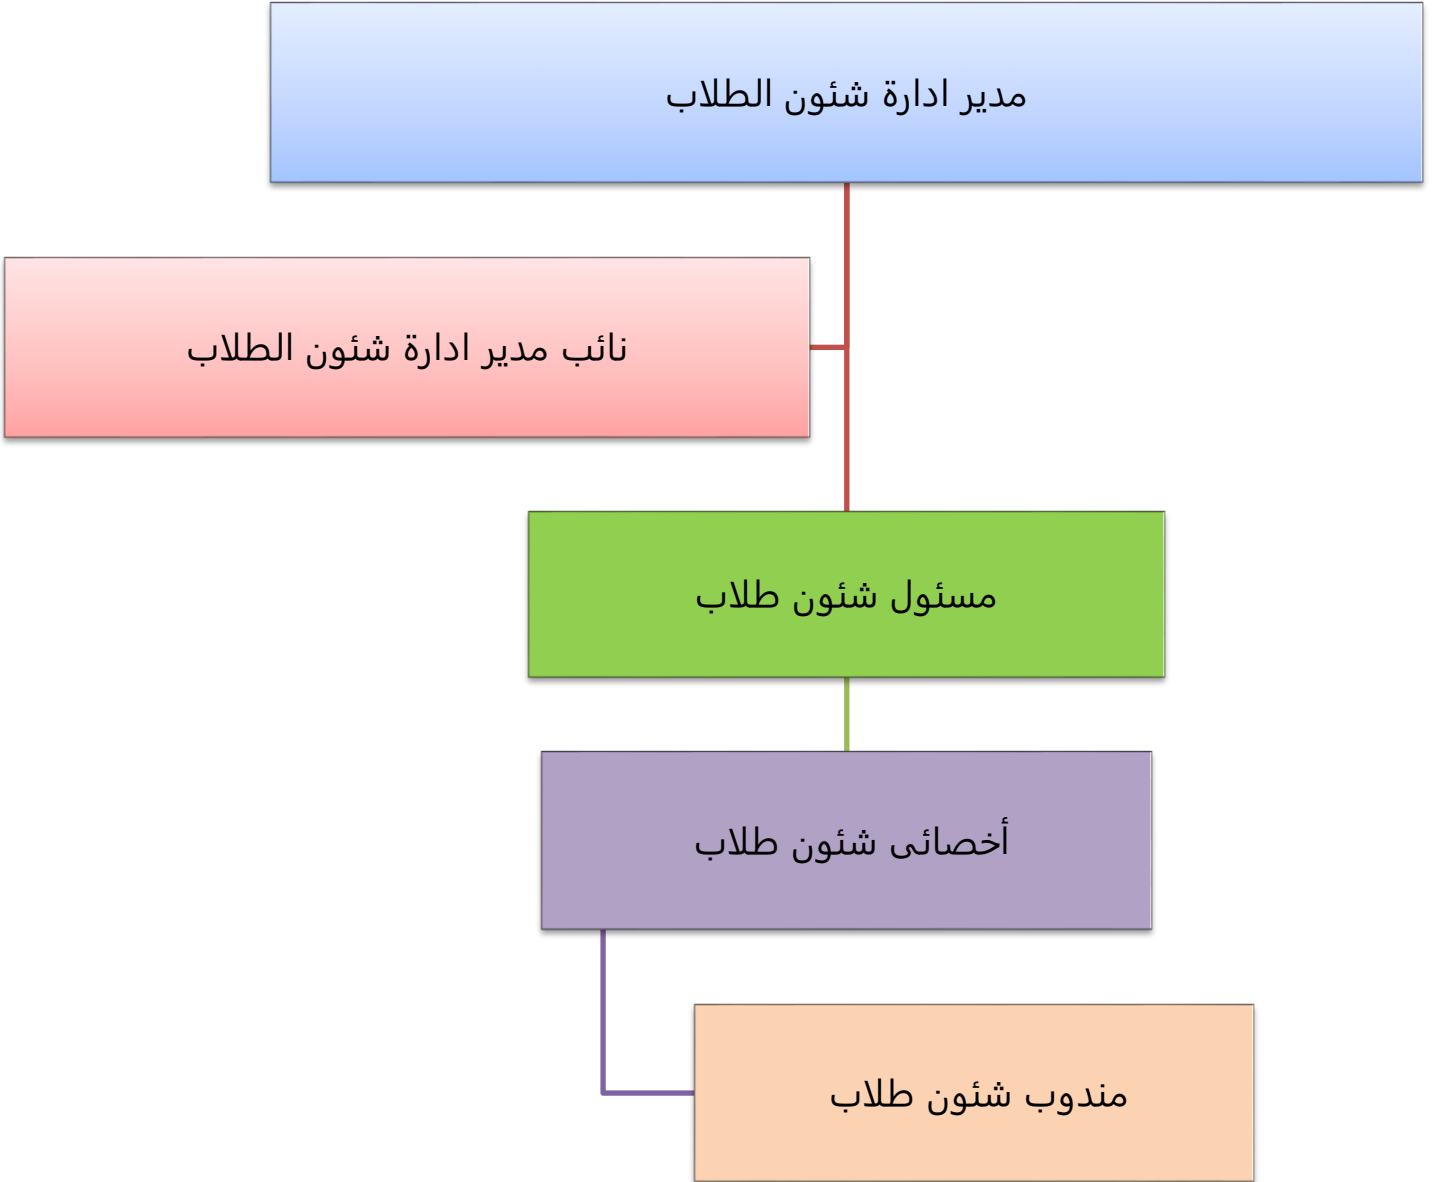 مدير ادارة شئون الطلاب
نائب مدير ادارة شئون الطلاب
مسئول شئون طلاب
أخصائى شئون طلاب
مندوب شئون طلاب